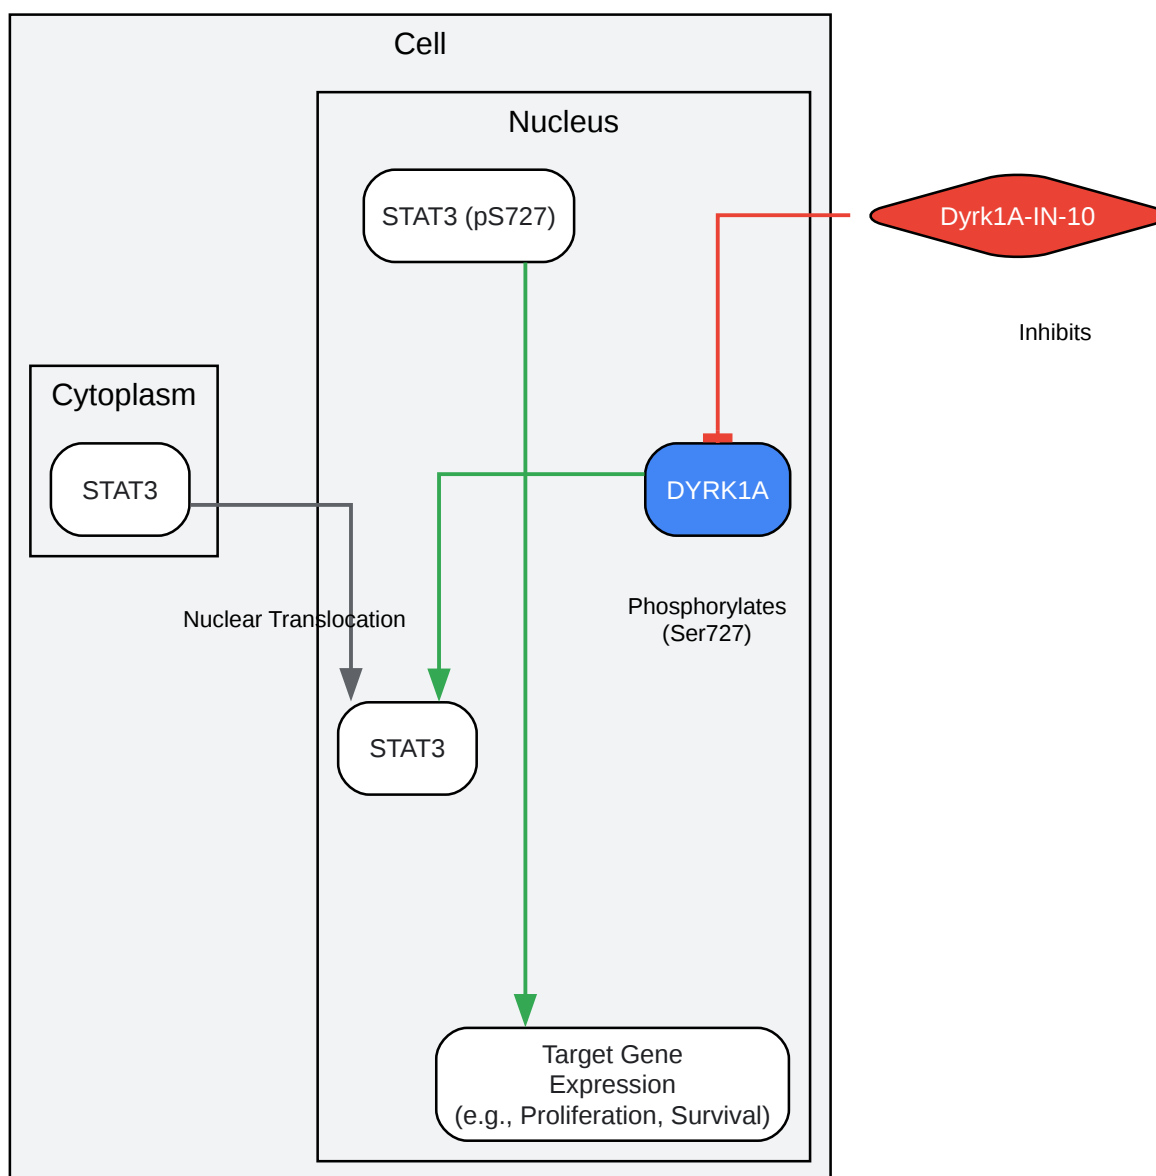 Cell
Nucleus
STAT3 (pS727)
Dyrk1A-IN-10
Inhibits
Cytoplasm
STAT3
DYRK1A
Nuclear Translocation
Phosphorylates
(Ser727)
STAT3
Target Gene
Expression
(e.g., Proliferation, Survival)